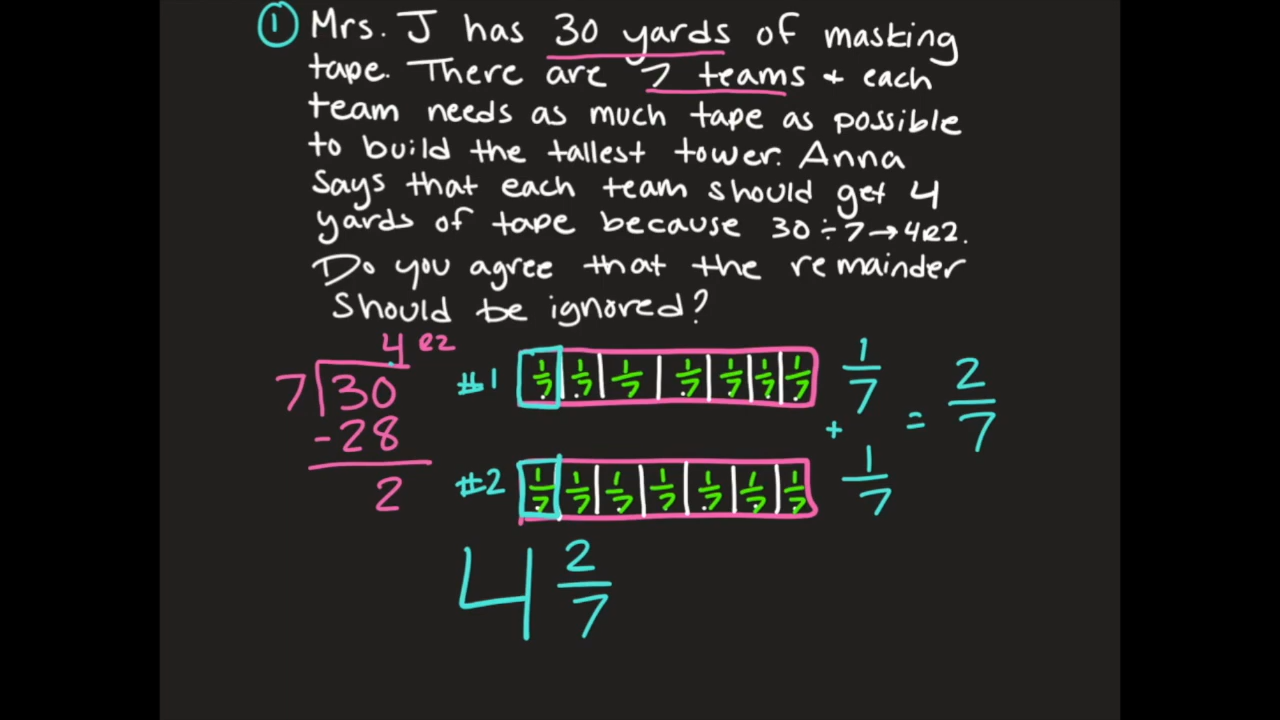 ① Mrs. J has 30 yards of masking
tape. There are 7 teams + each
team needs as much tape as possible
to build the tallest tower. Anna
says that each team should get 4
yards of tape because 30 ÷ 7 → 4R2.
Do you agree that the remainder
should be ignored?
4 R2
7 30
-28
2
#1 1/7 1/7 1/7 1/7 1/7 1/7 1/7
#2 1/7 1/7 1/7 1/7 1/7 1/7 1/7
1/7 + 1/7 = 2/7
4 2/7